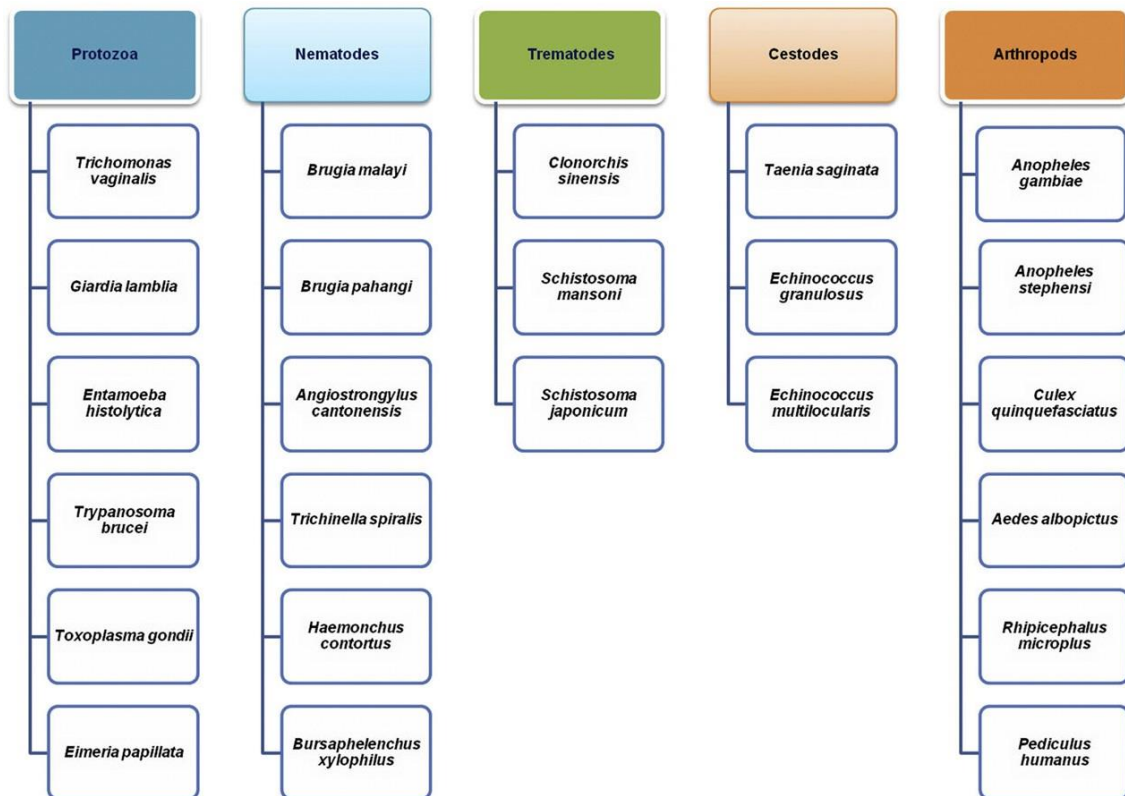 Protozoa
Trichomonas
vaginalis
Giardia lamblia
Entamoeba
histolytica
Trypanosoma
brucei
Toxoplasma gondii
Eimeria papillata
Nematodes
Brugia malayi
Brugia pahangi
Angiostrongylus
cantonensis
Trichinella spiralis
Haemonchus
contortus
Bursaphelenchus
xylophilus
Trematodes
Clonorchis
sinensis
Schistosoma
mansoni
Schistosoma
japonicum
Cestodes
Taenia saginata
Echinococcus
granulosus
Echinococcus
multilocularis
Arthropods
Anopheles
gambiae
Anopheles
stephensi
Culex
quinquefasciatus
Aedes albopictus
Rhipicephalus
microplus
Pediculus
humanus